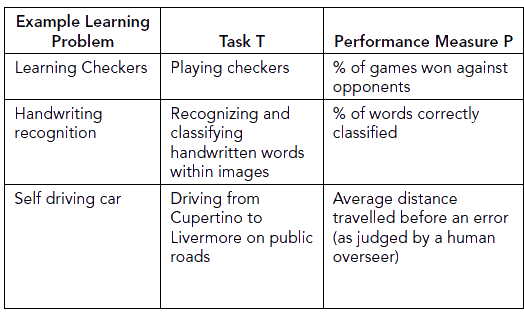 Example Learning
Problem
Task T
Performance Measure P
Learning Checkers
Playing checkers
% of games won against
opponents
Handwriting
recognition
Recognizing and
classifying
handwritten words
within images
% of words correctly
classified
Self driving car
Driving from
Cupertino to
Livermore on public
roads
Average distance
travelled before an error
(as judged by a human
overseer)